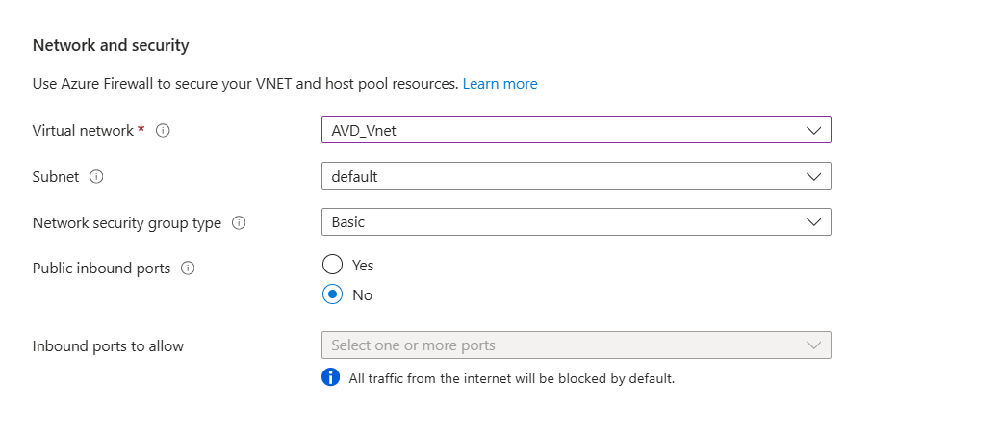 Network and security
Use Azure Firewall to secure your VNET and host pool resources. Learn more
Virtual network * AVD_Vnet
Subnet default
Network security group type Basic
Public inbound ports Yes
No
Inbound ports to allow Select one or more ports
All traffic from the internet will be blocked by default.